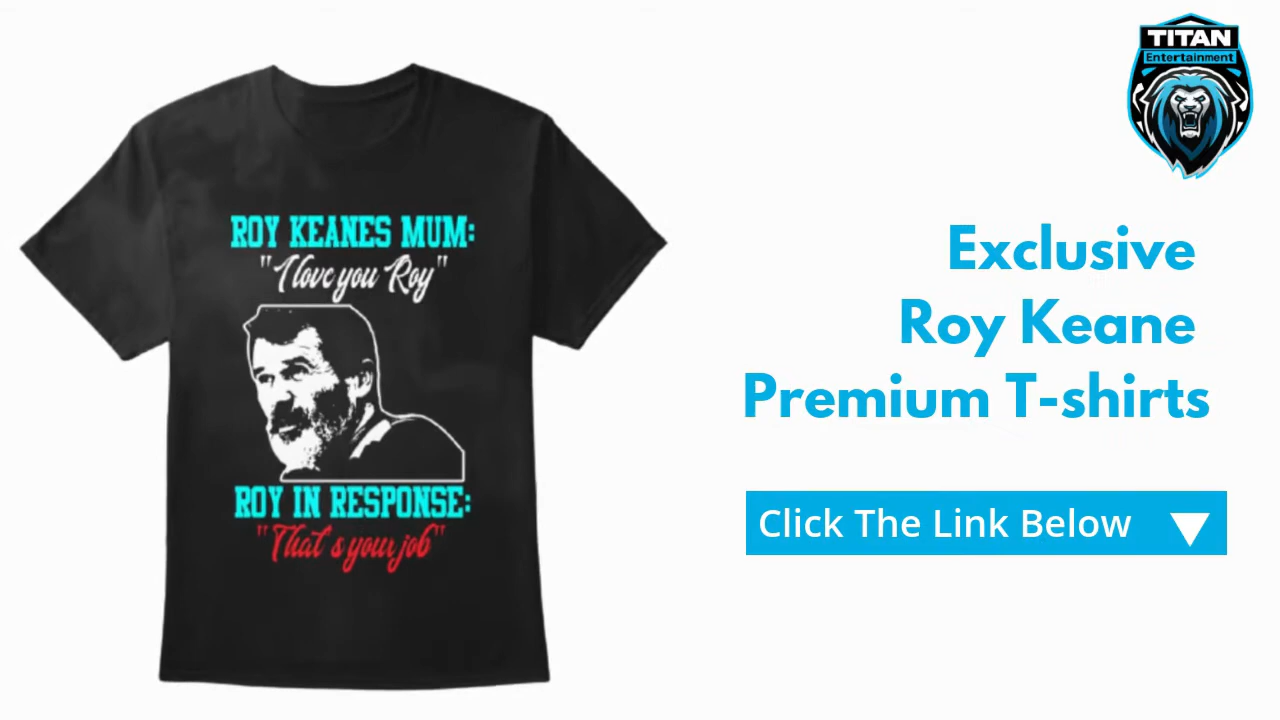 TITAN
Entertainment
ROY KEANES MUM:
"I love you Roy"
ROY IN RESPONSE:
"That's your job"
Exclusive
Roy Keane
Premium T-shirts
Click The Link Below